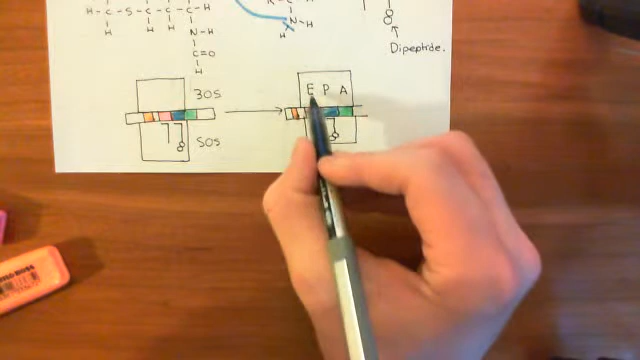 H-C-S-C-C-C-H
N-H
C=O
H
R-C
N-H
H
Dipeptide.
30s
50s
E P A